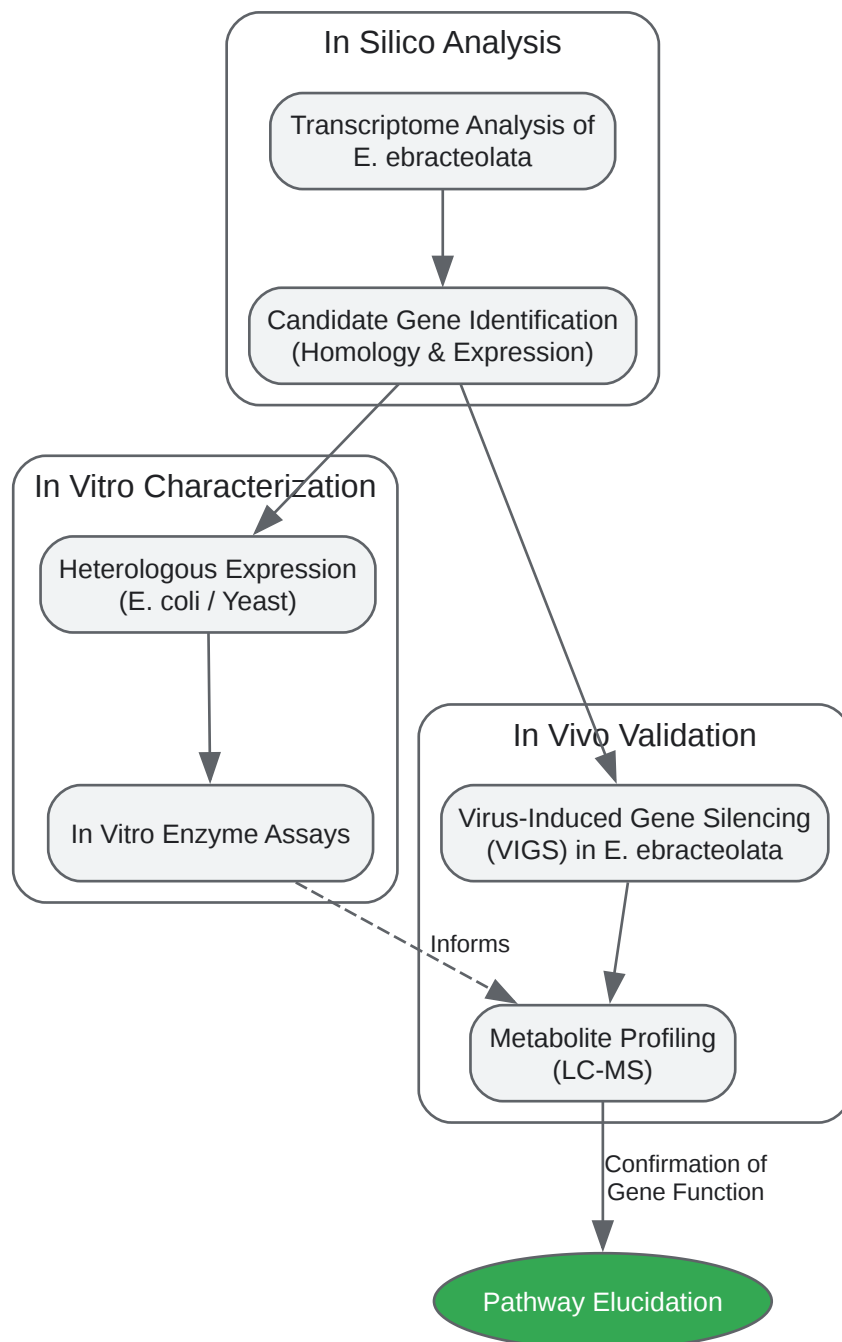 In Silico Analysis
Transcriptome Analysis of
E. ebracteolata
Candidate Gene Identification
(Homology & Expression)
In Vitro Characterization
Heterologous Expression
(E. coli / Yeast)
In Vitro Enzyme Assays
In Vivo Validation
Virus-Induced Gene Silencing
(VIGS) in E. ebracteolata
Informs
Metabolite Profiling
(LC-MS)
Confirmation of
Gene Function
Pathway Elucidation